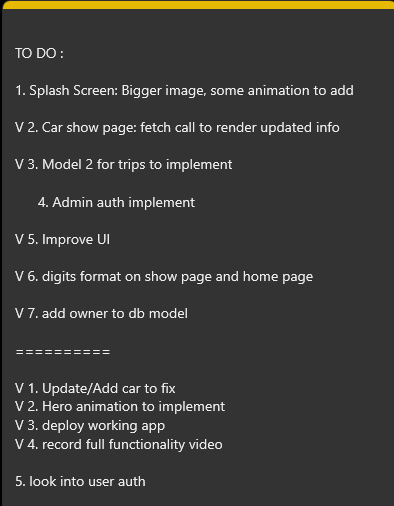 TO DO :
1. Splash Screen: Bigger image, some animation to add
V 2. Car show page: fetch call to render updated info
V 3. Model 2 for trips to implement
4. Admin auth implement
V 5. Improve UI
V 6. digits format on show page and home page
V 7. add owner to db model
==========
V 1. Update/Add car to fix
V 2. Hero animation to implement
V 3. deploy working app
V 4. record full functionality video
5. look into user auth